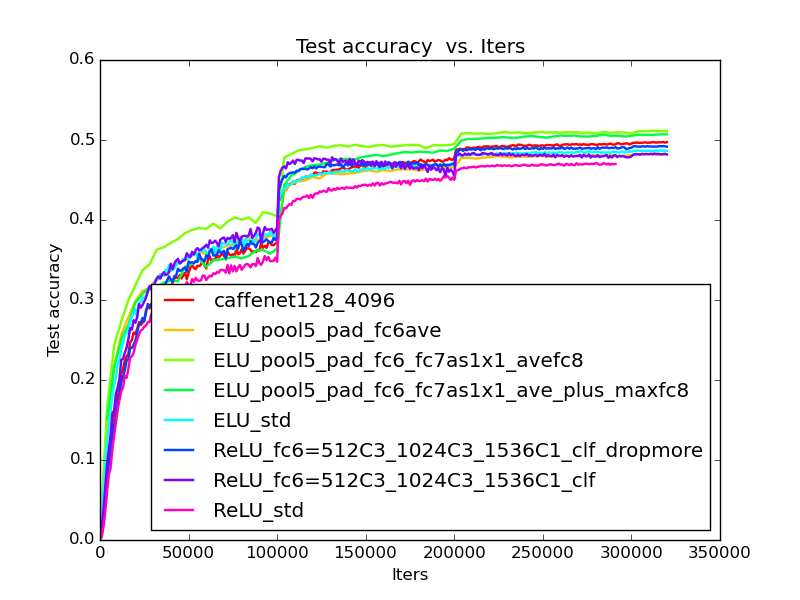 Test accuracy  vs. Iters
0.6
0.5
0.4
0.3
0.2
0.1
0.0
Test accuracy
caffenet128_4096
ELU_pool5_pad_fc6ave
ELU_pool5_pad_fc6_fc7as1x1_avefc8
ELU_pool5_pad_fc6_fc7as1x1_ave_plus_maxfc8
ELU_std
ReLU_fc6=512C3_1024C3_1536C1_clf_dropmore
ReLU_fc6=512C3_1024C3_1536C1_clf
ReLU_std
0 50000 100000 150000 200000 250000 300000 350000
Iters